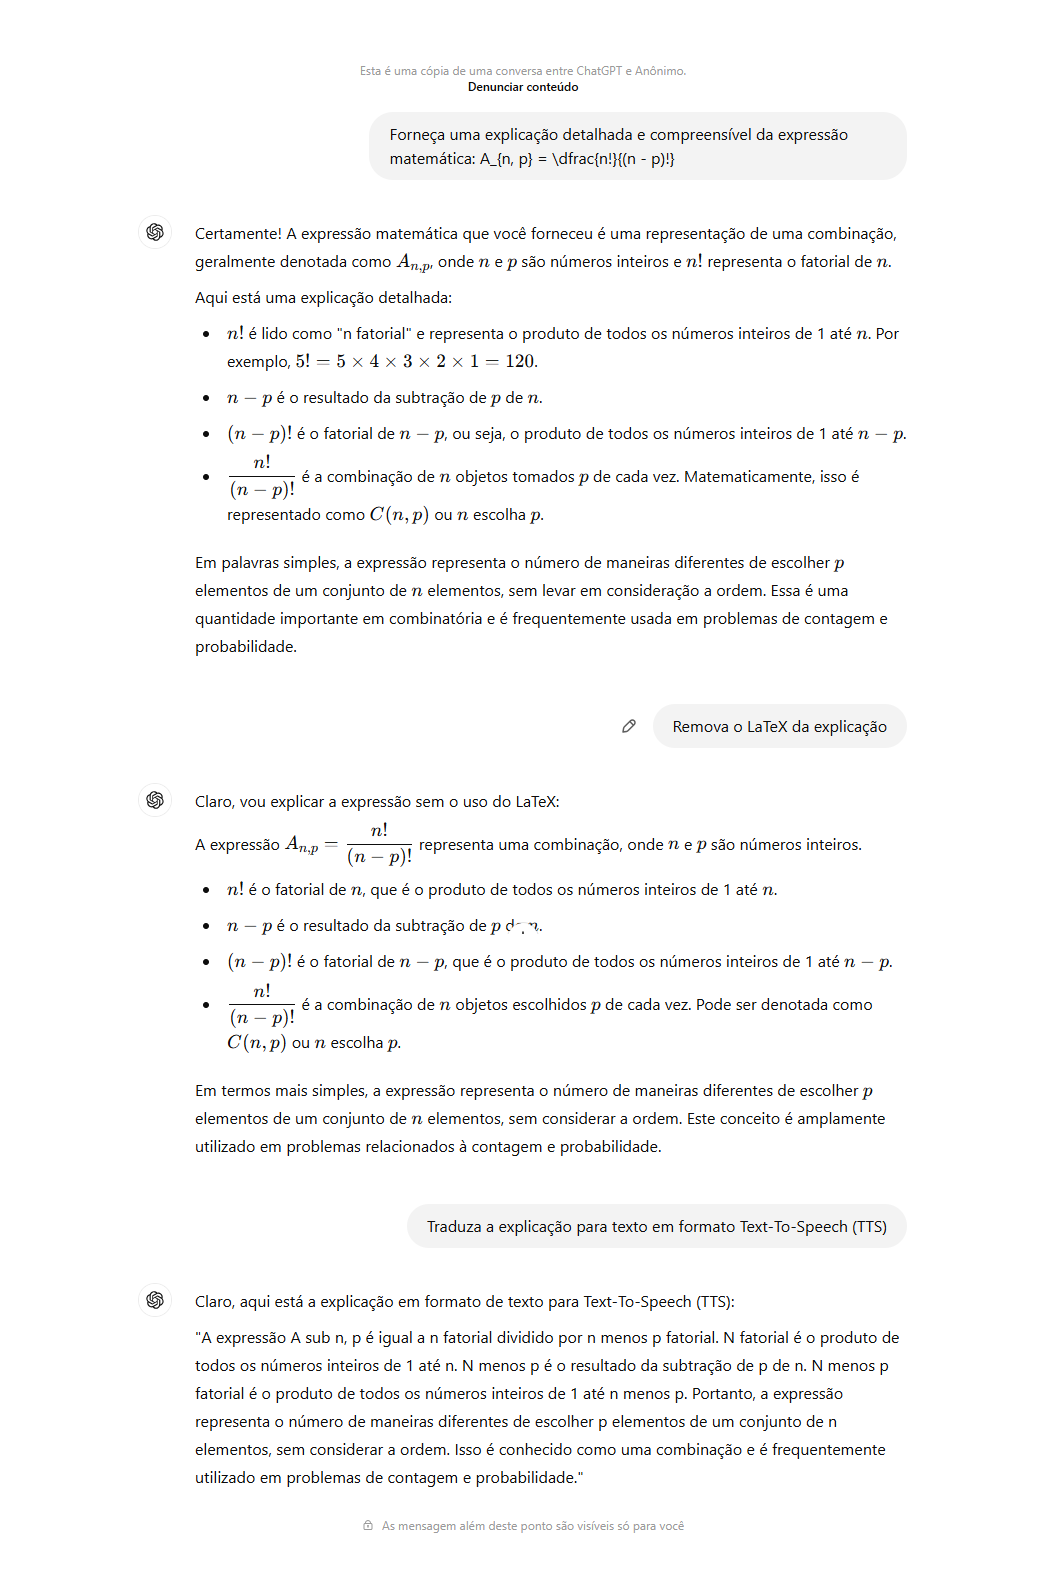 Esta é uma cópia de uma conversa entre ChatGPT e Anônimo.
Denunciar conteúdo
Forneça uma explicação detalhada e compreensível da expressão
matemática: A_{n, p} = \dfrac{n!}{(n - p)!}
Certamente! A expressão matemática que você forneceu é uma representação de uma combinação,
geralmente denotada como A_{n,p}, onde n e p são números inteiros e n! representa o fatorial de n.
Aqui está uma explicação detalhada:
• n! é lido como "n fatorial" e representa o produto de todos os números inteiros de 1 até n. Por
exemplo, 5! = 5 × 4 × 3 × 2 × 1 = 120.
• n − p é o resultado da subtração de p de n.
• (n − p)! é o fatorial de n − p, ou seja, o produto de todos os números inteiros de 1 até n − p.
• n!/(n − p)! é a combinação de n objetos tomados p de cada vez. Matematicamente, isso é
representado como C(n, p) ou n escolha p.
Em palavras simples, a expressão representa o número de maneiras diferentes de escolher p
elementos de um conjunto de n elementos, sem levar em consideração a ordem. Essa é uma
quantidade importante em combinatória e é frequentemente usada em problemas de contagem e
probabilidade.
Remova o LaTeX da explicação
Claro, vou explicar a expressão sem o uso do LaTeX:
A expressão A_{n,p} = n!/(n − p)! representa uma combinação, onde n e p são números inteiros.
• n! é o fatorial de n, que é o produto de todos os números inteiros de 1 até n.
• n − p é o resultado da subtração de p
• (n − p)! é o fatorial de n − p, que é o produto de todos os números inteiros de 1 até n − p.
• n!/(n − p)! é a combinação de n objetos escolhidos p de cada vez. Pode ser denotada como
C(n, p) ou n escolha p.
Em termos mais simples, a expressão representa o número de maneiras diferentes de escolher p
elementos de um conjunto de n elementos, sem considerar a ordem. Este conceito é amplamente
utilizado em problemas relacionados à contagem e probabilidade.
Traduza a explicação para texto em formato Text-To-Speech (TTS)
Claro, aqui está a explicação em formato de texto para Text-To-Speech (TTS):
"A expressão A sub n, p é igual a n fatorial dividido por n menos p fatorial. N fatorial é o produto de
todos os números inteiros de 1 até n. N menos p é o resultado da subtração de p de n. N menos p
fatorial é o produto de todos os números inteiros de 1 até n menos p. Portanto, a expressão
representa o número de maneiras diferentes de escolher p elementos de um conjunto de n
elementos, sem considerar a ordem. Isso é conhecido como uma combinação e é frequentemente
utilizado em problemas de contagem e probabilidade."
As mensagem além deste ponto são visíveis só para você